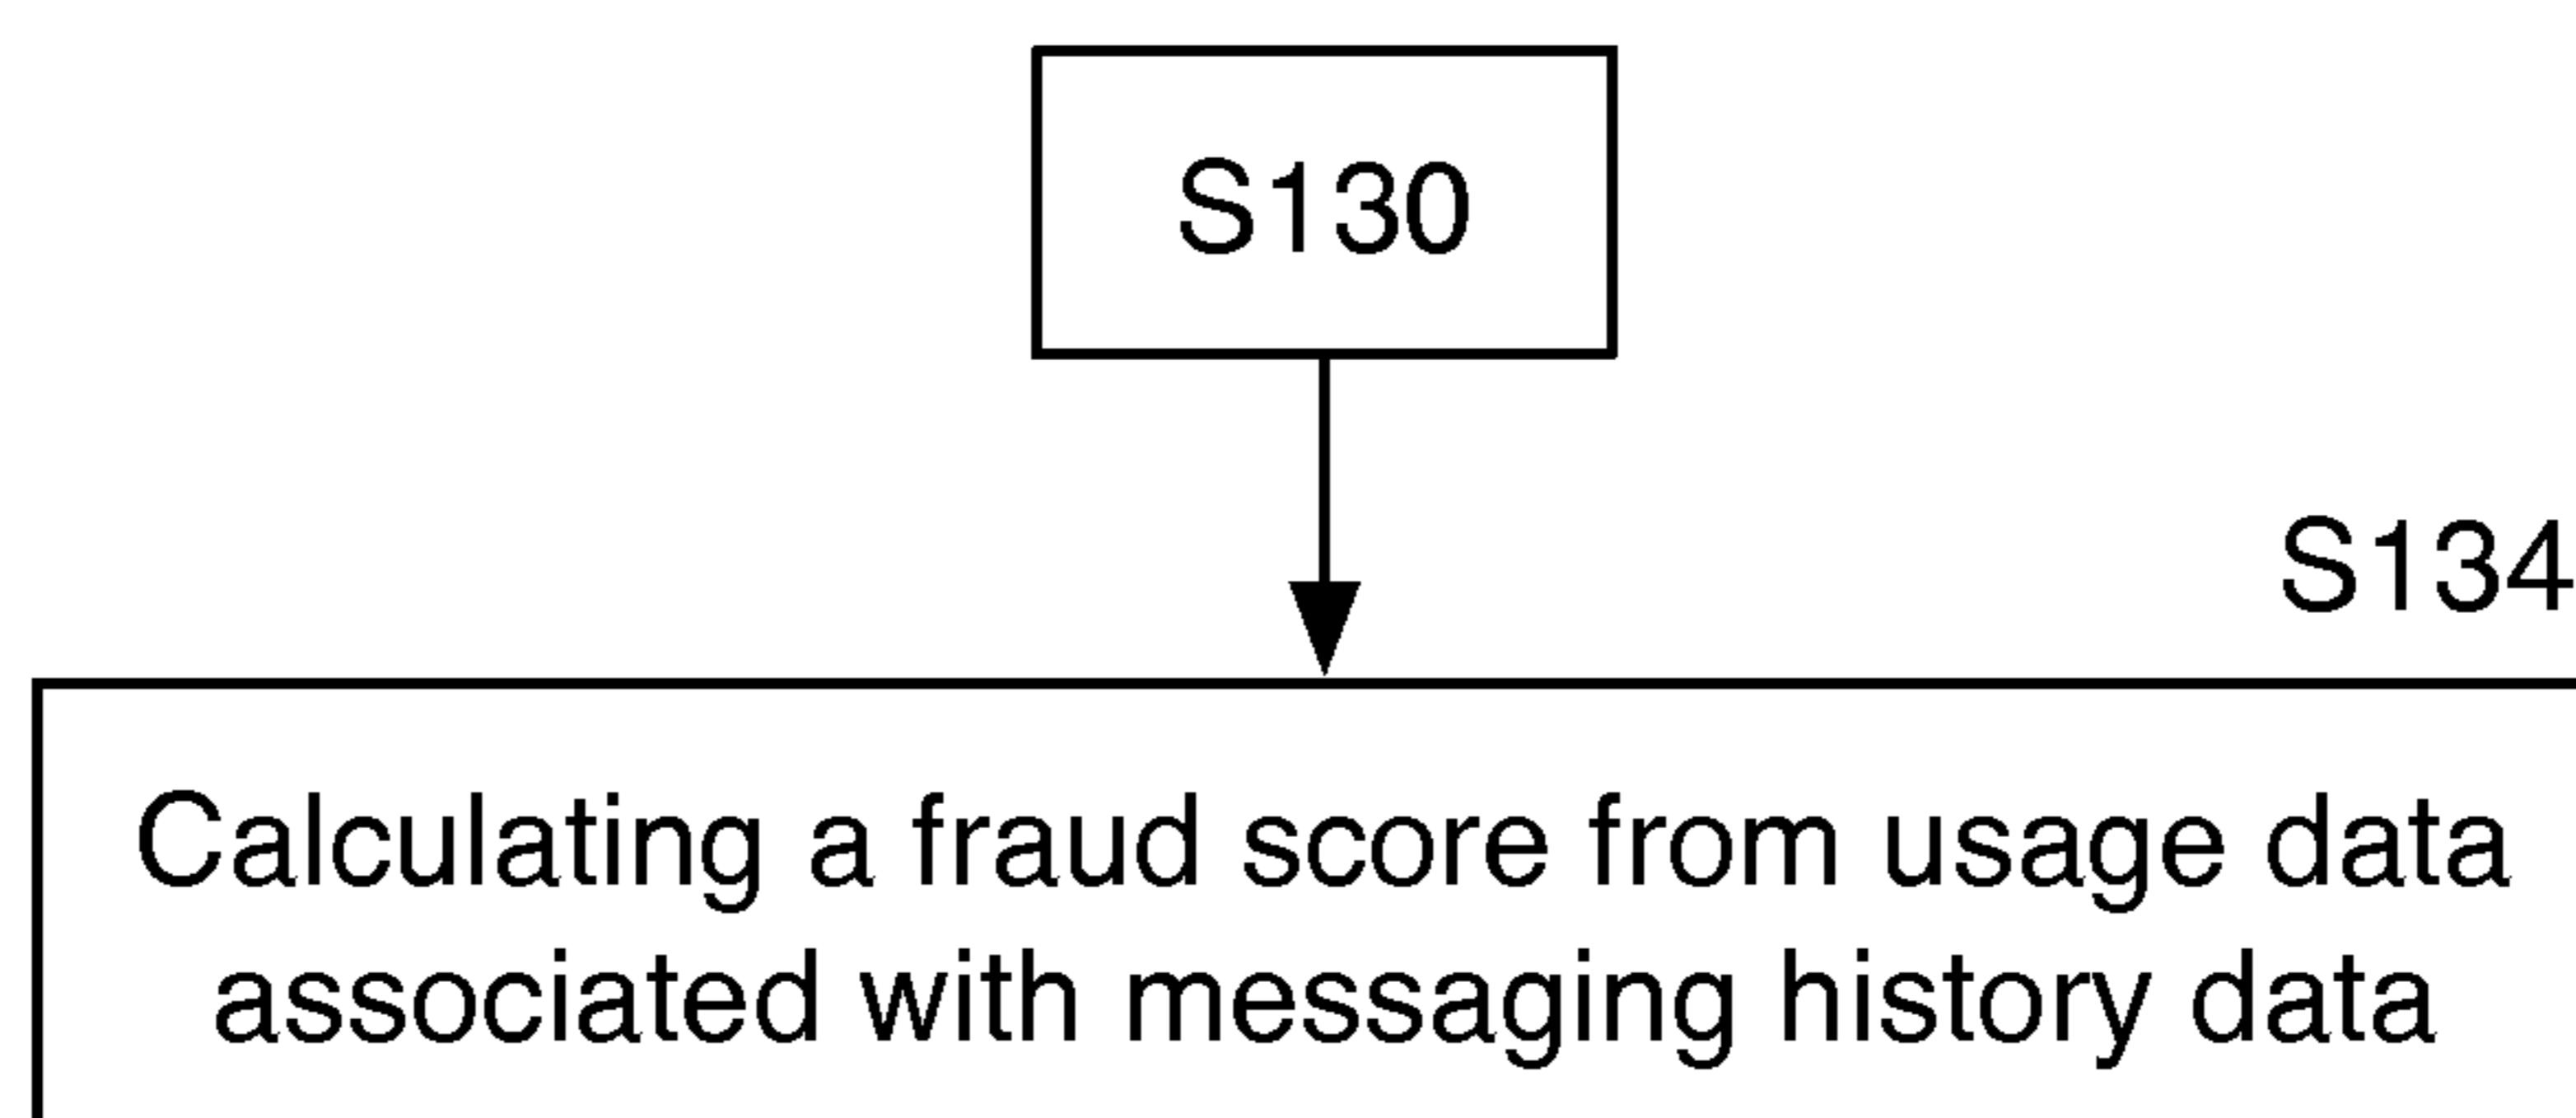 S130
S134
Calculating a fraud score from usage data
associated with messaging history data